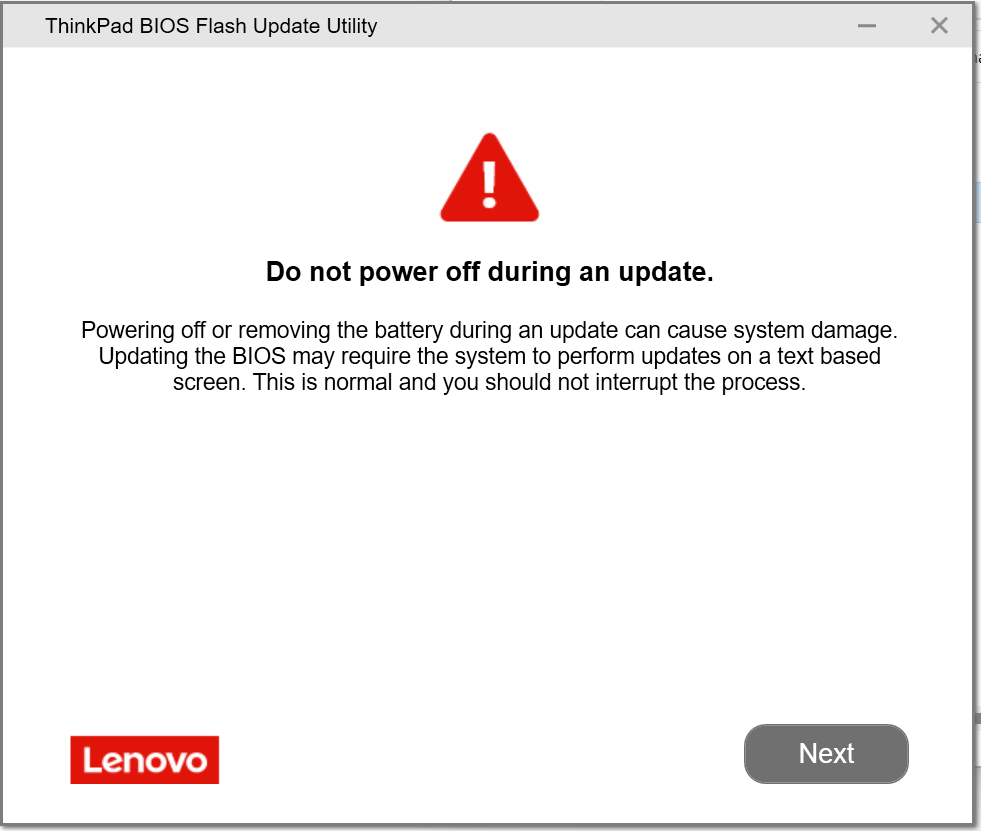 ThinkPad BIOS Flash Update Utility
Do not power off during an update.
Powering off or removing the battery during an update can cause system damage.
Updating the BIOS may require the system to perform updates on a text based
screen. This is normal and you should not interrupt the process.
Lenovo
Next